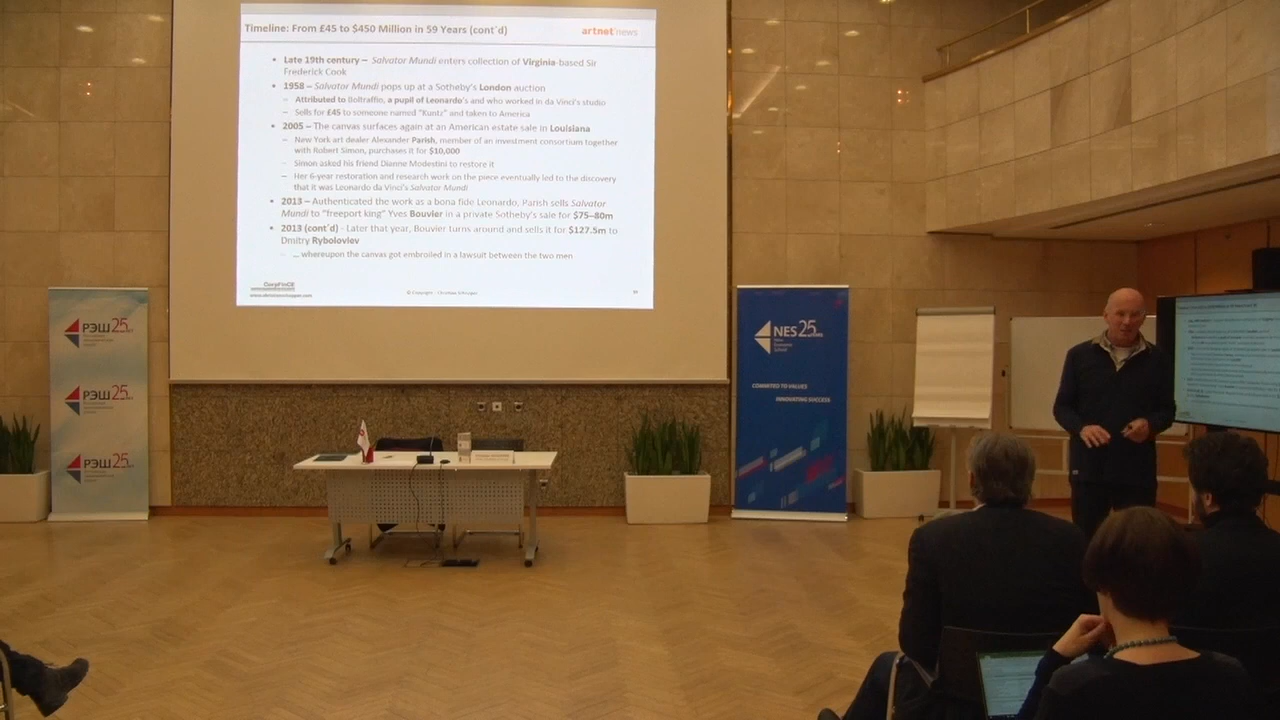 Timeline: From £45 to $450 Million in 59 Years (cont´d)
artnet news
• Late 19th century – Salvator Mundi enters collection of Virginia-based Sir
Frederick Cook
• 1958 – Salvator Mundi pops up at a Sotheby's London auction
– Attributed to Boltraffio, a pupil of Leonardo's and who worked in da Vinci's studio
– Sells for £45 to someone named "Kuntz" and taken to America
• 2005 – The canvas surfaces again at an American estate sale in Louisiana
– New York art dealer Alexander Parish, member of an investment consortium together
with Robert Simon, purchases it for $10,000
– Simon asked his friend Dianne Modestini to restore it
– Her 6-year restoration and research work on the piece eventually led to the discovery
that it was Leonardo da Vinci's Salvator Mundi
• 2013 – Authenticated the work as a bona fide Leonardo, Parish sells Salvator
Mundi to "freeport king" Yves Bouvier in a private Sotheby's sale for $75–80m
• 2013 (cont´d) - Later that year, Bouvier turns around and sells it for $127.5m to
Dmitry Rybolovlev
– … whereupon the canvas got embroiled in a lawsuit between the two men
CorpFinCE
© Copyright
РЭШ 25
РЭШ 25
РЭШ 25
NES 25
New
Economic
School
COMMITTED TO VALUES
INNOVATING SUCCESS